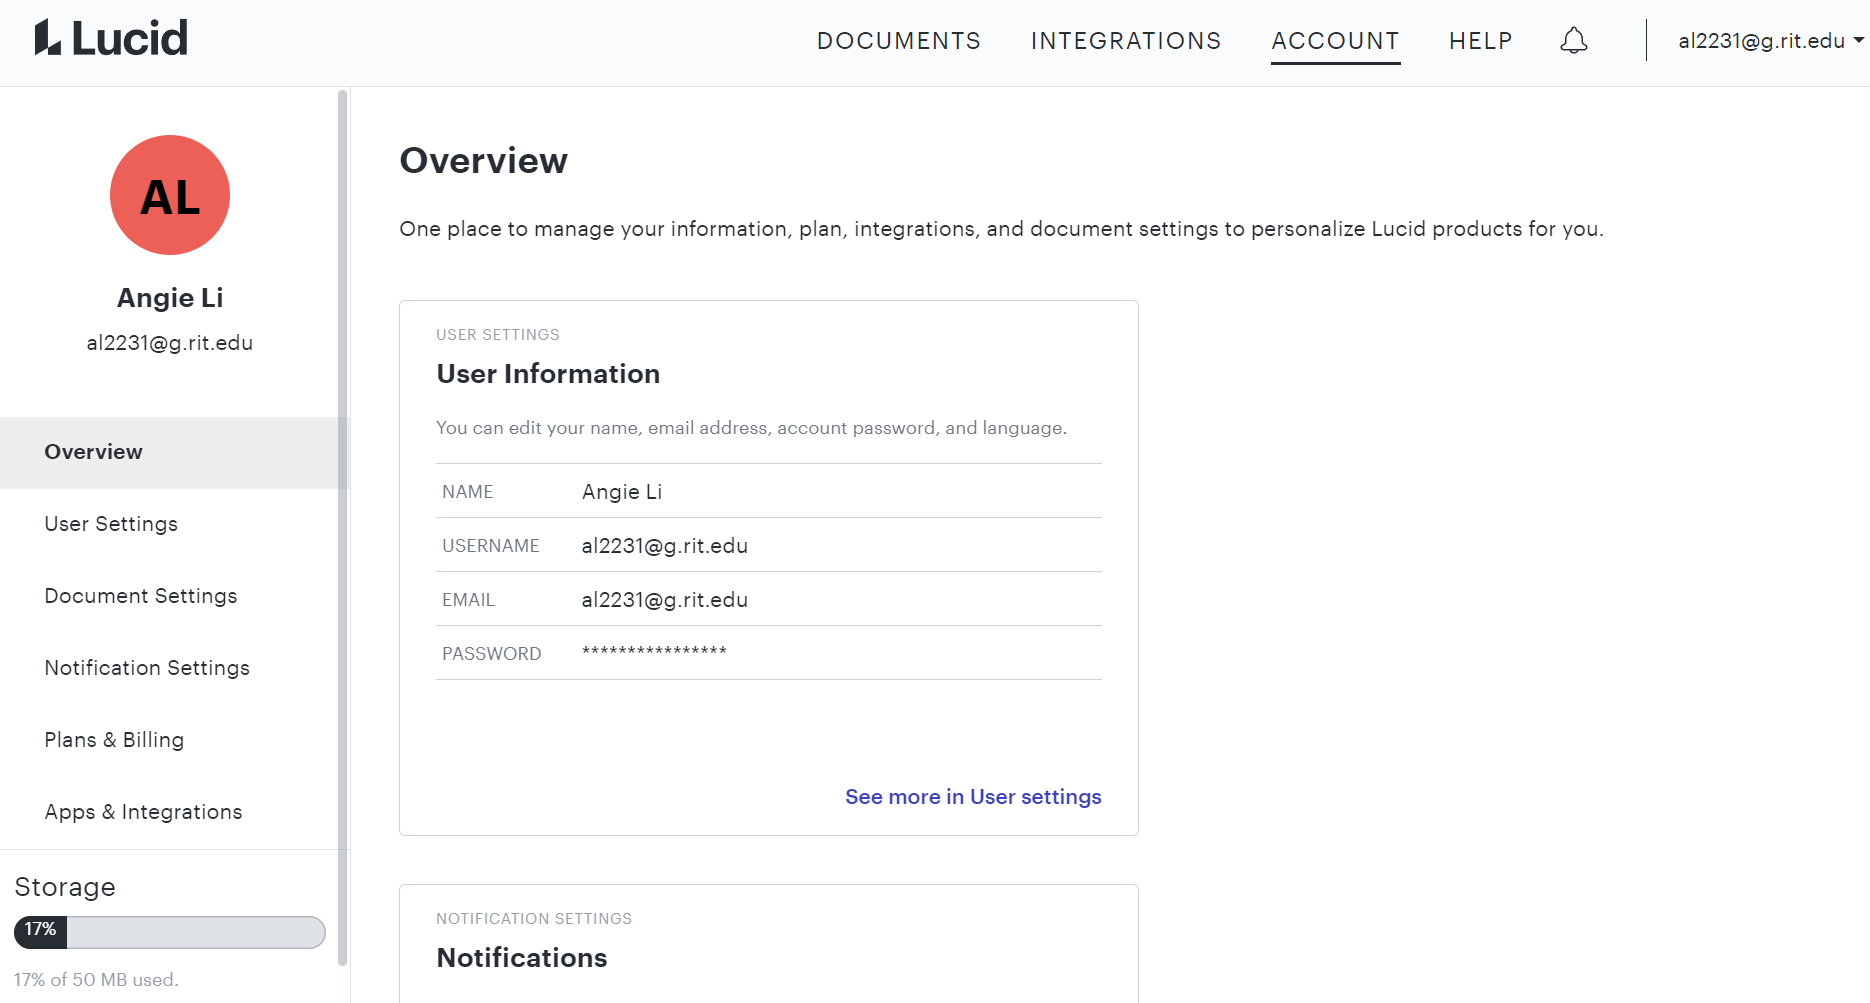 Lucid
DOCUMENTS
INTEGRATIONS
ACCOUNT
HELP
al2231@g.rit.edu
AL
Angie Li
al2231@g.rit.edu
Overview
User Settings
Document Settings
Notification Settings
Plans & Billing
Apps & Integrations
Storage
17%
17% of 50 MB used.
Overview
One place to manage your information, plan, integrations, and document settings to personalize Lucid products for you.
USER SETTINGS
User Information
You can edit your name, email address, account password, and language.
NAME Angie Li
USERNAME al2231@g.rit.edu
EMAIL al2231@g.rit.edu
PASSWORD ****************
See more in User settings
NOTIFICATION SETTINGS
Notifications